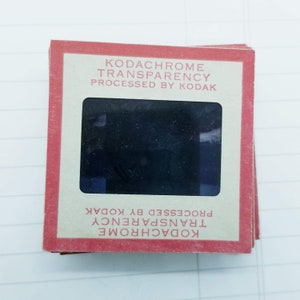 KODACHROME
TRANSPARENCY
PROCESSED BY KODAK
KODACHROME
TRANSPARENCY
PROCESSED BY KODAK